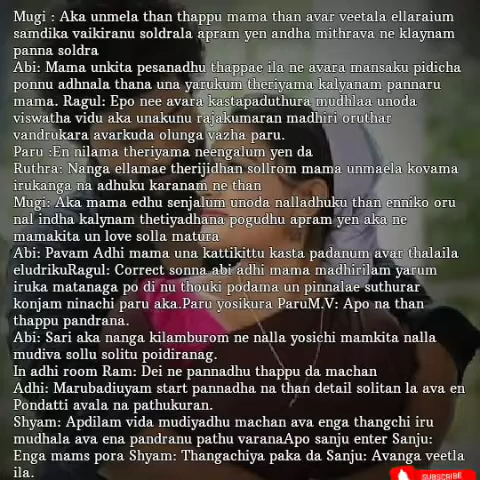 Mugi : Aka unmela than thappu mama than avar veetala ellaraium
samdika vaikiranu soldrala apram yen andha mithrava ne klaynam
panna soldra
Abi: Mama unkita pesanadhu thappae ila ne avara mansaku pidicha
ponnu adhnala thana una yarukum theriyama kalyanam pannaru
mama. Ragul: Epo nee avara kastapaduthura mudhlaa unoda
viswatha vidu aka unakunu rajakumaran madhiri oruthar
vandrukara avarkuda olunga vazha paru.
Paru :En nilama theriyama neengalum yen da
Ruthra: Nanga ellamae therijidhan sollrom mama unmaela kovama
irukanga na adhuku karanam ne than
Mugi: Aka mama edhu senjalum unoda nalladhuku than enniko oru
nal indha kalynam thetiyadhana pogudhu apram yen aka ne
mamakita un love solla matura
Abi: Pavam Adhi mama una kattikittu kasta padanum avar thalaila
eludrikuRagul: Correct sonna abi adhi mama madhirilam yarum
iruka matanaga po di nu thouki podama un pinnalae suthurar
konjam ninachi paru aka.Paru yosikura ParuM.V: Apo na than
thappu pandrana.
Abi: Sari aka nanga kilamburom ne nalla yosichi mamkita nalla
mudiva sollu solitu poidiranag.
In adhi room Ram: Dei ne pannadhu thappu da machan
Adhi: Marubadiuyam start pannadha na than detail solitan la ava en
Pondatti avala na pathukuran.
Shyam: Apdilam vida mudiyadhu machan ava enga thangchi iru
mudhala ava ena pandranu pathu varanaApo sanju enter Sanju:
Enga mams pora Shyam: Thangachiya paka da Sanju: Avanga veetla
ila.
SUBSCRIBE